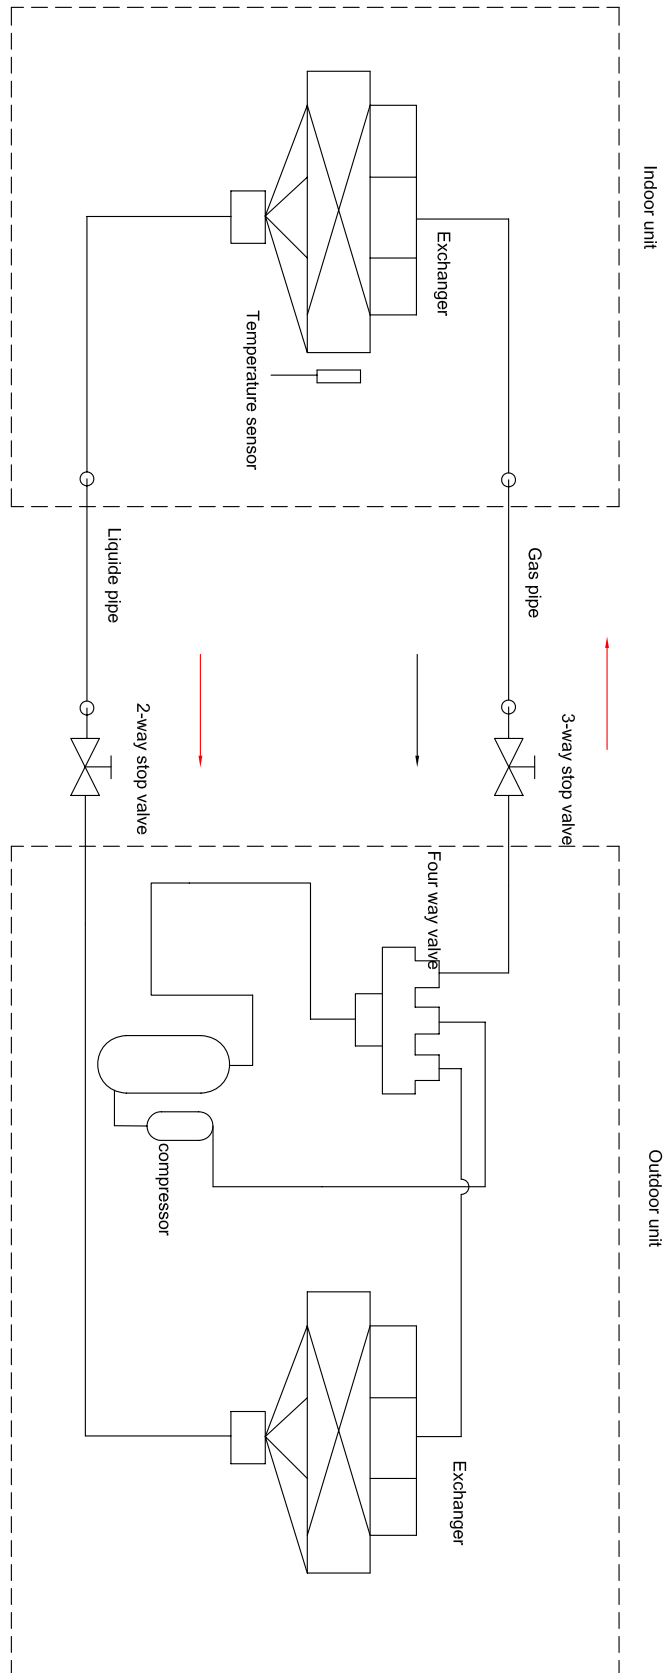 Indoor unit
Exchanger
Temperature sensor
Liquide pipe
Gas pipe
2-way stop valve
3-way stop valve
Four way valve
compressor
Outdoor unit
Exchanger